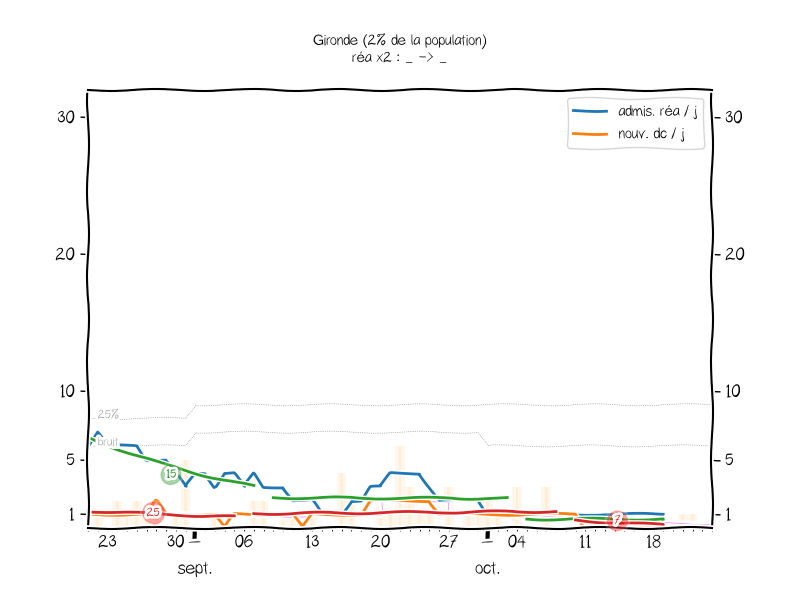 Gironde (2% de la population)
réa x2 : _ -> _
admis. réa / j
nouv. dc / j
30 30
20 20
10 10
25%
bruit
5 5
15
25 7
1 1
23 30 06 13 20 27 04 11 18
sept. oct.